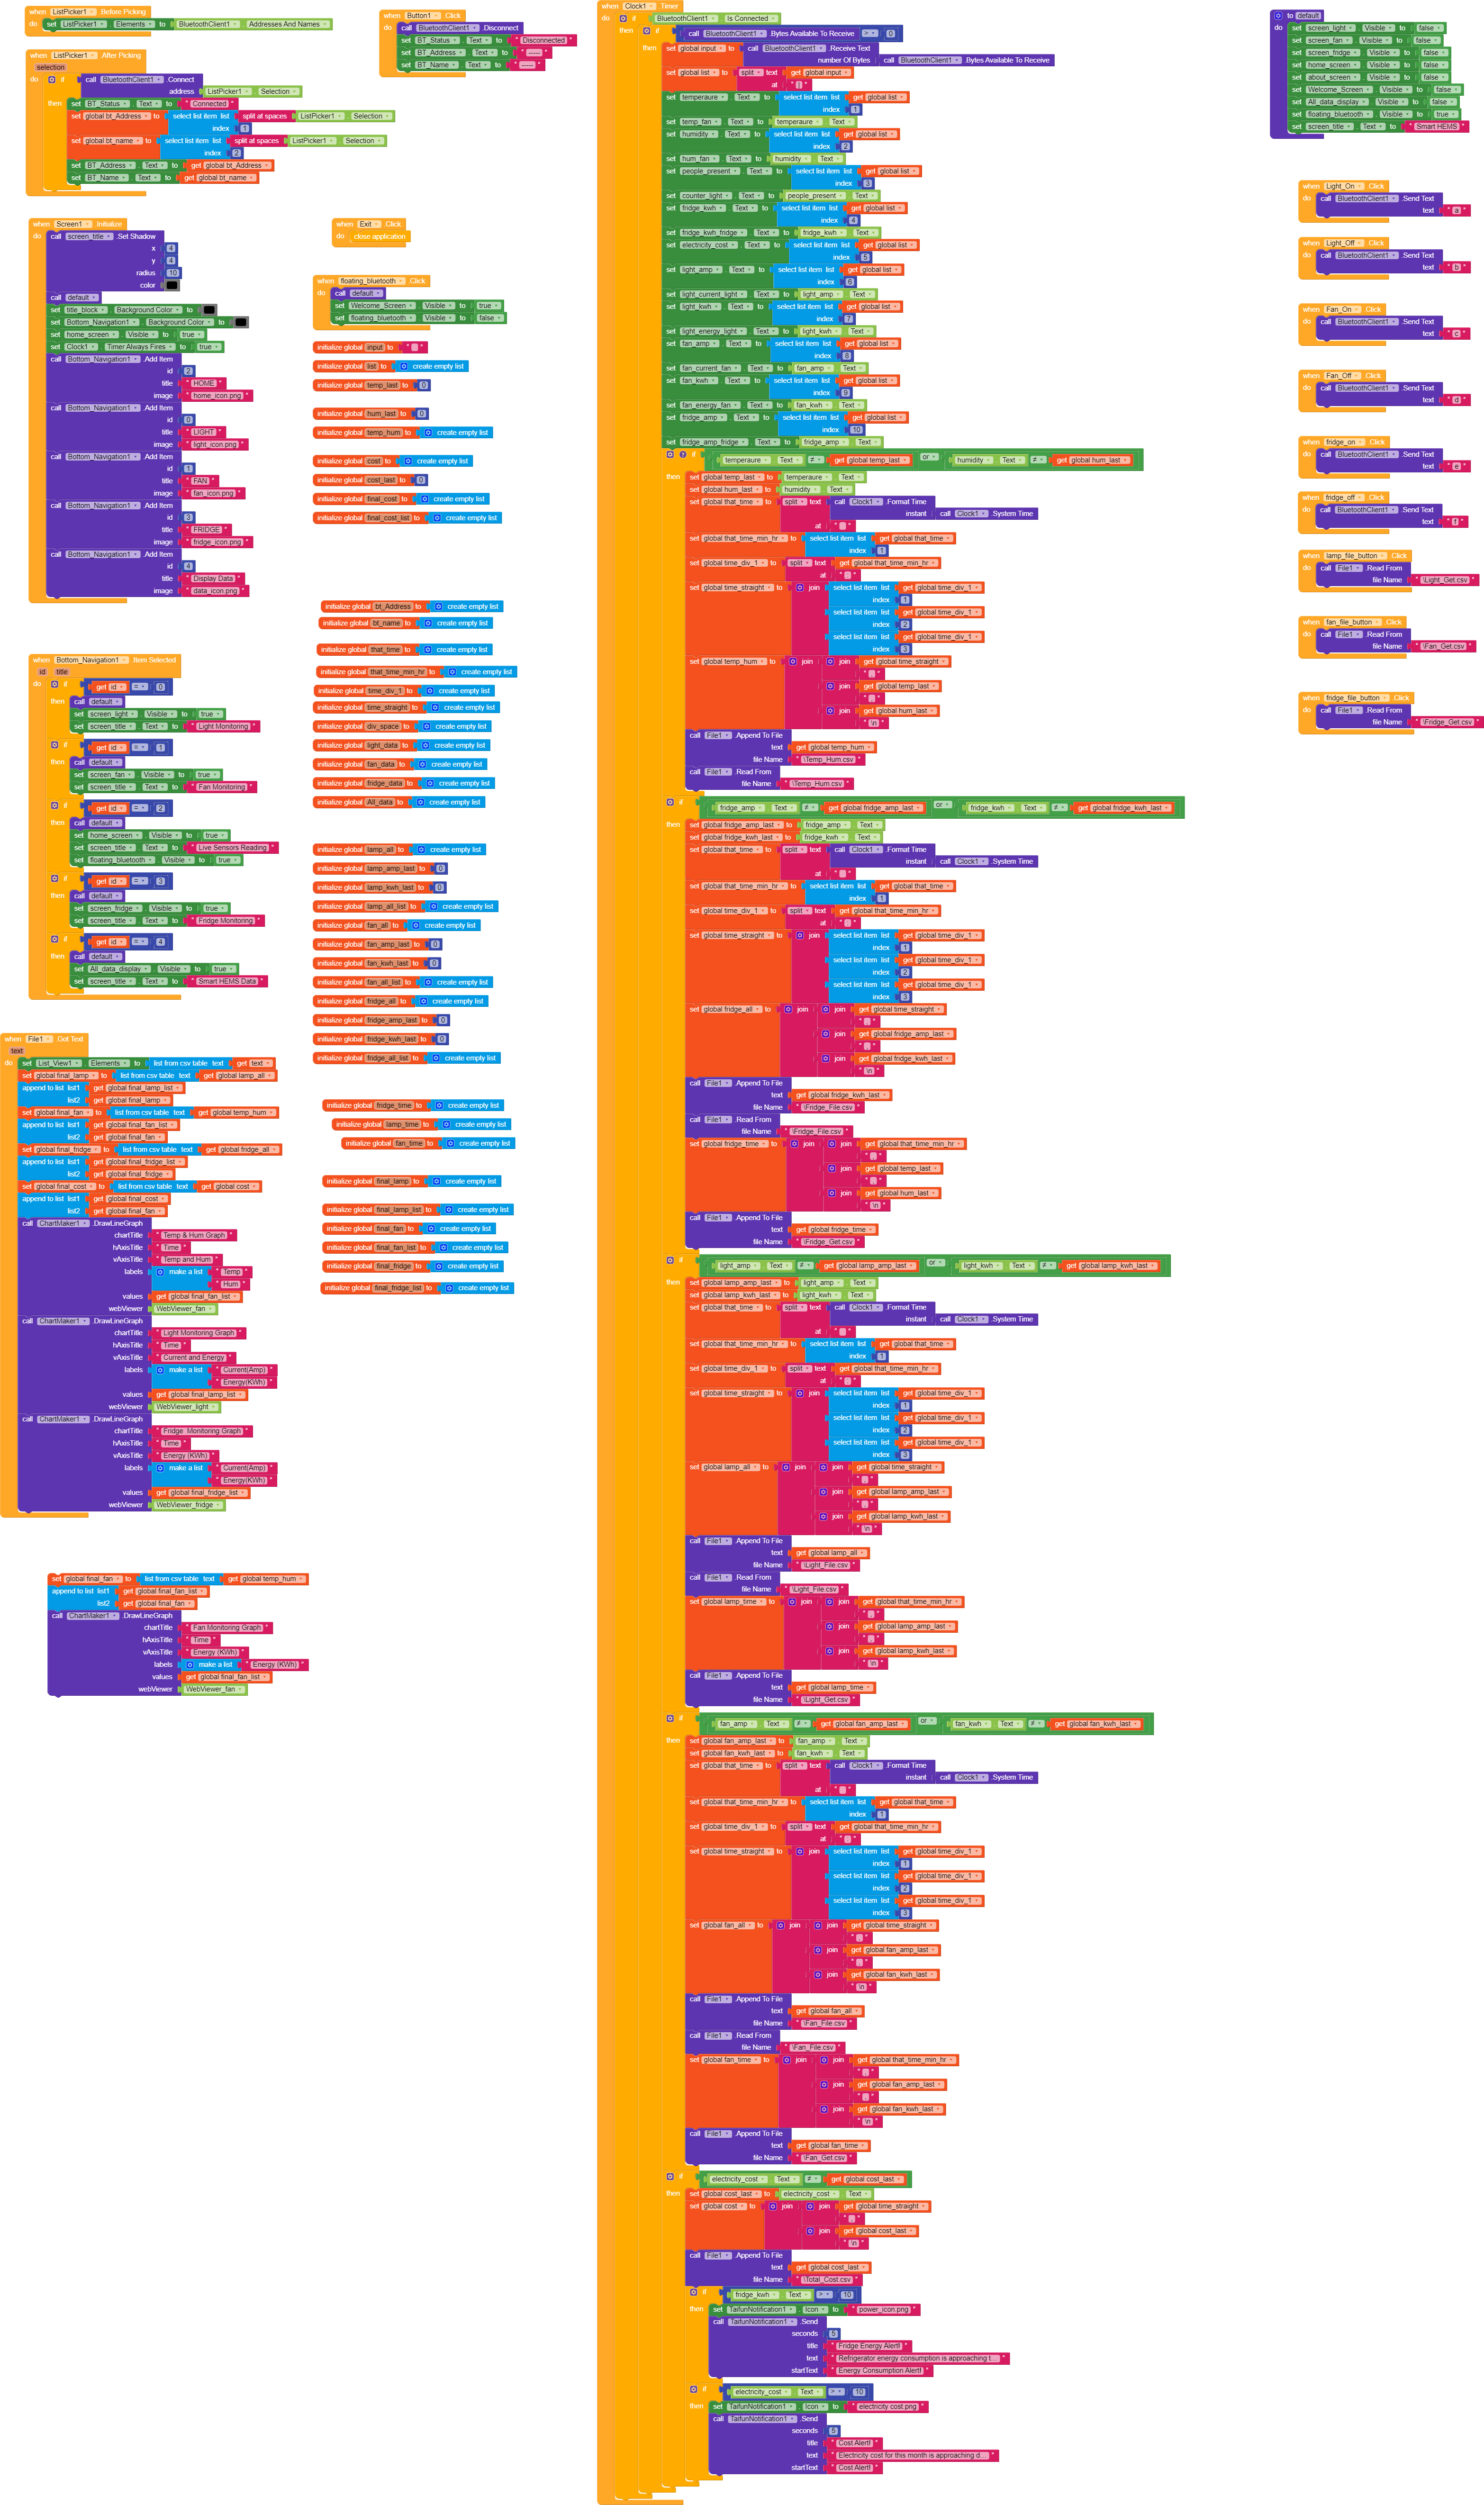 when ListPicker1 .Before Picking
do set ListPicker1 . Elements to BluetoothClient1 . Addresses And Names
when ListPicker1 .After Picking
selection
do if call BluetoothClient1 .Connect
address ListPicker1 . Selection
then set BT_Status . Text to " Connected "
set global bt_Address to select list item list split at spaces ListPicker1 . Selection
index 1
set global bt_name to select list item list split at spaces ListPicker1 . Selection
index 2
set BT_Address . Text to get global bt_Address
set BT_Name . Text to get global bt_name
when Button1 .Click
do call BluetoothClient1 .Disconnect
set BT_Status . Text to " Disconnected "
set BT_Address . Text to " ----- "
set BT_Name . Text to " ----- "
when Screen1 .Initialize
do call screen_title .Set Shadow
x 4
y 4
radius 10
color
call default
set title_block . Background Color to
set Bottom_Navigation1 . Background Color to
set home_screen . Visible to true
set Clock1 . Timer Always Fires to true
call Bottom_Navigation1 .Add Item
id 2
title " HOME "
image " home_icon.png "
call Bottom_Navigation1 .Add Item
id 0
title " LIGHT "
image " light_icon.png "
call Bottom_Navigation1 .Add Item
id 1
title " FAN "
image " fan_icon.png "
call Bottom_Navigation1 .Add Item
id 3
title " FRIDGE "
image " fridge_icon.png "
call Bottom_Navigation1 .Add Item
id 4
title " Display Data "
image " data_icon.png "
when Exit .Click
do close application
when floating_bluetooth .Click
do call default
set Welcome_Screen . Visible to true
set floating_bluetooth . Visible to false
initialize global input to " "
initialize global list to create empty list
initialize global temp_last to 0
initialize global hum_last to 0
initialize global temp_hum to create empty list
initialize global cost to create empty list
initialize global cost_last to 0
initialize global final_cost to create empty list
initialize global final_cost_list to create empty list
initialize global bt_Address to create empty list
initialize global bt_name to create empty list
initialize global that_time to create empty list
initialize global that_time_min_hr to create empty list
initialize global time_div_1 to create empty list
initialize global time_straight to create empty list
initialize global div_space to create empty list
initialize global light_data to create empty list
initialize global fan_data to create empty list
initialize global fridge_data to create empty list
initialize global All_data to create empty list
initialize global lamp_all to create empty list
initialize global lamp_amp_last to 0
initialize global lamp_kwh_last to 0
initialize global lamp_all_list to create empty list
initialize global fan_all to create empty list
initialize global fan_amp_last to 0
initialize global fan_kwh_last to 0
initialize global fan_all_list to create empty list
initialize global fridge_all to create empty list
initialize global fridge_amp_last to 0
initialize global fridge_kwh_last to 0
initialize global fridge_all_list to create empty list
initialize global fridge_time to create empty list
initialize global lamp_time to create empty list
initialize global fan_time to create empty list
initialize global final_lamp to create empty list
initialize global final_lamp_list to create empty list
initialize global final_fan to create empty list
initialize global final_fan_list to create empty list
initialize global final_fridge to create empty list
initialize global final_fridge_list to create empty list
when Bottom_Navigation1 .Item Selected
id title
do if get id = 0
then call default
set screen_light . Visible to true
set screen_title . Text to " Light Monitoring "
if get id = 1
then call default
set screen_fan . Visible to true
set screen_title . Text to " Fan Monitoring "
if get id = 2
then call default
set home_screen . Visible to true
set screen_title . Text to " Live Sensors Reading "
set floating_bluetooth . Visible to true
if get id = 3
then call default
set screen_fridge . Visible to true
set screen_title . Text to " Fridge Monitoring "
if get id = 4
then call default
set All_data_display . Visible to true
set screen_title . Text to " Smart HEMS Data "
when File1 .Got Text
text
do set List_View1 . Elements to list from csv table text get text
set global final_lamp to list from csv table text get global lamp_all
append to list list1 get global final_lamp_list
list2 get global final_lamp
set global final_fan to list from csv table text get global temp_hum
append to list list1 get global final_fan_list
list2 get global final_fan
set global final_fridge to list from csv table text get global fridge_all
append to list list1 get global final_fridge_list
list2 get global final_fridge
set global final_cost to list from csv table text get global cost
append to list list1 get global final_cost
list2 get global final_fan
call ChartMaker1 .DrawLineGraph
chartTitle " Temp & Hum Graph "
hAxisTitle " Time "
vAxisTitle " Temp and Hum "
labels make a list " Temp "
" Hum "
values get global final_fan_list
webViewer WebViewer_fan
call ChartMaker1 .DrawLineGraph
chartTitle " Light Monitoring Graph "
hAxisTitle " Time "
vAxisTitle " Current and Energy "
labels make a list " Current(Amp) "
" Energy(KWh) "
values get global final_lamp_list
webViewer WebViewer_light
call ChartMaker1 .DrawLineGraph
chartTitle " Fridge Monitoring Graph "
hAxisTitle " Time "
vAxisTitle " Energy (KWh) "
labels make a list " Current(Amp) "
" Energy(KWh) "
values get global final_fridge_list
webViewer WebViewer_fridge
set global final_fan to list from csv table text get global temp_hum
append to list list1 get global final_fan_list
list2 get global final_fan
call ChartMaker1 .DrawLineGraph
chartTitle " Fan Monitoring Graph "
hAxisTitle " Time "
vAxisTitle " Energy (KWh) "
labels make a list " Energy (KWh) "
values get global final_fan_list
webViewer WebViewer_fan
when Clock1 .Timer
do if BluetoothClient1 . Is Connected
then if call BluetoothClient1 .Bytes Available To Receive > 0
then set global input to call BluetoothClient1 .Receive Text
number Of Bytes call BluetoothClient1 .Bytes Available To Receive
set global list to split text get global input
at " | "
set temperaure . Text to select list item list get global list
index 1
set temp_fan . Text to temperaure . Text
set humidity . Text to select list item list get global list
index 2
set hum_fan . Text to humidity . Text
set people_present . Text to select list item list get global list
index 3
set counter_light . Text to people_present . Text
set fridge_kwh . Text to select list item list get global list
index 4
set fridge_kwh_fridge . Text to fridge_kwh . Text
set electricity_cost . Text to select list item list get global list
index 5
set light_amp . Text to select list item list get global list
index 6
set light_current_light . Text to light_amp . Text
set light_kwh . Text to select list item list get global list
index 7
set light_energy_light . Text to light_kwh . Text
set fan_amp . Text to select list item list get global list
index 8
set fan_current_fan . Text to fan_amp . Text
set fan_kwh . Text to select list item list get global list
index 9
set fan_energy_fan . Text to fan_kwh . Text
set fridge_amp . Text to select list item list get global list
index 10
set fridge_amp_fridge . Text to fridge_amp . Text
if temperaure . Text ≠ get global temp_last or humidity . Text ≠ get global hum_last
then set global temp_last to temperaure . Text
set global hum_last to humidity . Text
set global that_time to split text call Clock1 .Format Time
instant call Clock1 .System Time
at " "
set global that_time_min_hr to select list item list get global that_time
index 1
set global time_div_1 to split text get global that_time_min_hr
at " : "
set global time_straight to join select list item list get global time_div_1
index 1
select list item list get global time_div_1
index 2
select list item list get global time_div_1
index 3
set global temp_hum to join join get global time_straight
" , "
join get global temp_last
" , "
join get global hum_last
" \n "
call File1 .Append To File
text get global temp_hum
file Name " \Temp_Hum.csv "
call File1 .Read From
file Name " \Temp_Hum.csv "
if fridge_amp . Text ≠ get global fridge_amp_last or fridge_kwh . Text ≠ get global fridge_kwh_last
then set global fridge_amp_last to fridge_amp . Text
set global fridge_kwh_last to fridge_kwh . Text
set global that_time to split text call Clock1 .Format Time
instant call Clock1 .System Time
at " "
set global that_time_min_hr to select list item list get global that_time
index 1
set global time_div_1 to split text get global that_time_min_hr
at " : "
set global time_straight to join select list item list get global time_div_1
index 1
select list item list get global time_div_1
index 2
select list item list get global time_div_1
index 3
set global fridge_all to join join get global time_straight
" , "
join get global fridge_amp_last
" , "
join get global fridge_kwh_last
" \n "
call File1 .Append To File
text get global fridge_kwh_last
file Name " \Fridge_File.csv "
call File1 .Read From
file Name " \Fridge_File.csv "
set global fridge_time to join join get global that_time_min_hr
" , "
join get global temp_last
" , "
join get global hum_last
" \n "
call File1 .Append To File
text get global fridge_time
file Name " \Fridge_Get.csv "
if light_amp . Text ≠ get global lamp_amp_last or light_kwh . Text ≠ get global lamp_kwh_last
then set global lamp_amp_last to light_amp . Text
set global lamp_kwh_last to light_kwh . Text
set global that_time to split text call Clock1 .Format Time
instant call Clock1 .System Time
at " "
set global that_time_min_hr to select list item list get global that_time
index 1
set global time_div_1 to split text get global that_time_min_hr
at " : "
set global time_straight to join select list item list get global time_div_1
index 1
select list item list get global time_div_1
index 2
select list item list get global time_div_1
index 3
set global lamp_all to join join get global time_straight
" , "
join get global lamp_amp_last
" , "
join get global lamp_kwh_last
" \n "
call File1 .Append To File
text get global lamp_all
file Name " \Light_File.csv "
call File1 .Read From
file Name " \Light_File.csv "
set global lamp_time to join join get global that_time_min_hr
" , "
join get global lamp_amp_last
" , "
join get global lamp_kwh_last
" \n "
call File1 .Append To File
text get global lamp_time
file Name " \Light_Get.csv "
if fan_amp . Text ≠ get global fan_amp_last or fan_kwh . Text ≠ get global fan_kwh_last
then set global fan_amp_last to fan_amp . Text
set global fan_kwh_last to fan_kwh . Text
set global that_time to split text call Clock1 .Format Time
instant call Clock1 .System Time
at " "
set global that_time_min_hr to select list item list get global that_time
index 1
set global time_div_1 to split text get global that_time_min_hr
at " : "
set global time_straight to join select list item list get global time_div_1
index 1
select list item list get global time_div_1
index 2
select list item list get global time_div_1
index 3
set global fan_all to join join get global time_straight
" , "
join get global fan_amp_last
" , "
join get global fan_kwh_last
" \n "
call File1 .Append To File
text get global fan_all
file Name " \Fan_File.csv "
call File1 .Read From
file Name " \Fan_File.csv "
set global fan_time to join join get global that_time_min_hr
" , "
join get global fan_amp_last
" , "
join get global fan_kwh_last
" \n "
call File1 .Append To File
text get global fan_time
file Name " \Fan_Get.csv "
if electricity_cost . Text ≠ get global cost_last
then set global cost_last to electricity_cost . Text
set global cost to join join get global time_straight
" , "
join get global cost_last
" \n "
call File1 .Append To File
text get global cost_last
file Name " \Total_Cost.csv "
if fridge_kwh . Text > 10
then set TaifunNotification1 . Icon to " power_icon.png "
call TaifunNotification1 .Send
seconds 5
title " Fridge Energy Alert! "
text " Refrigerator energy consumption is approaching t... "
startText " Energy Consumption Alert! "
if electricity_cost . Text > 10
then set TaifunNotification1 . Icon to " electricity cost.png "
call TaifunNotification1 .Send
seconds 5
title " Cost Alert! "
text " Electricity cost for this month is approaching d... "
startText " Cost Alert! "
to default
do set screen_light . Visible to false
set screen_fan . Visible to false
set screen_fridge . Visible to false
set home_screen . Visible to false
set about_screen . Visible to false
set Welcome_Screen . Visible to false
set All_data_display . Visible to false
set floating_bluetooth . Visible to true
set screen_title . Text to " Smart HEMS "
when Light_On .Click
do call BluetoothClient1 .Send Text
text " a "
when Light_Off .Click
do call BluetoothClient1 .Send Text
text " b "
when Fan_On .Click
do call BluetoothClient1 .Send Text
text " c "
when Fan_Off .Click
do call BluetoothClient1 .Send Text
text " d "
when fridge_on .Click
do call BluetoothClient1 .Send Text
text " e "
when fridge_off .Click
do call BluetoothClient1 .Send Text
text " f "
when lamp_file_button .Click
do call File1 .Read From
file Name " \Light_Get.csv "
when fan_file_button .Click
do call File1 .Read From
file Name " \Fan_Get.csv "
when fridge_file_button .Click
do call File1 .Read From
file Name " \Fridge_Get.csv "